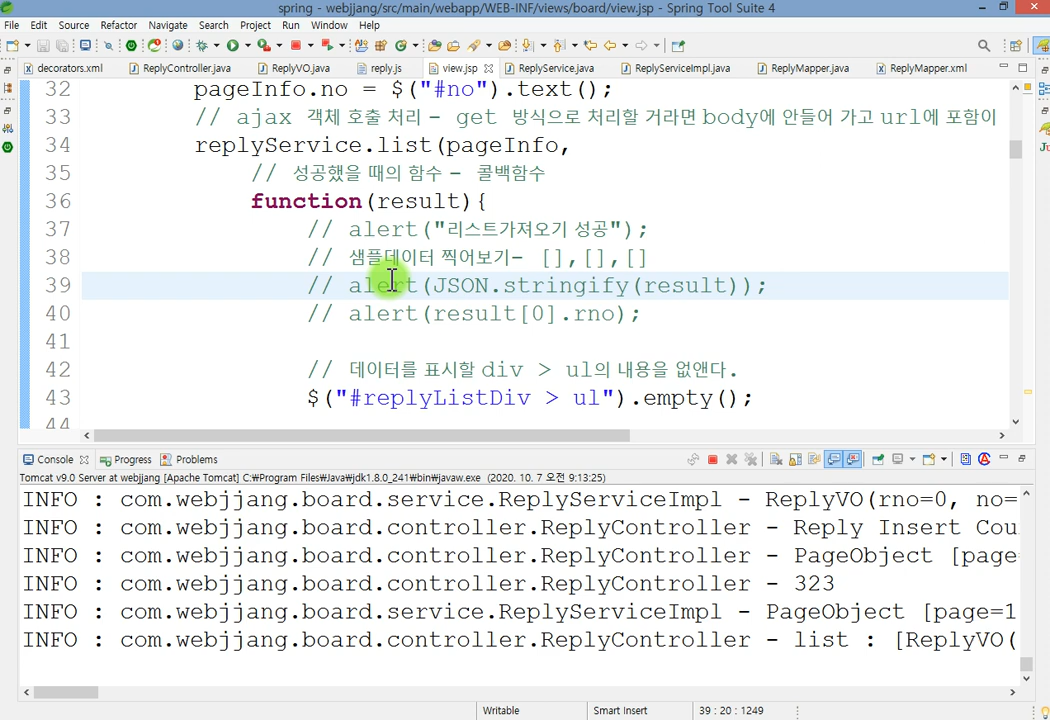 spring - webjjang/src/main/webapp/WEB-INF/views/board/view.jsp - Spring Tool Suite 4
File Edit Source Refactor Navigate Search Project Run Window Help
decorators.xml ReplyController.java ReplyVO.java reply.js view.jsp ReplyService.java ReplyServiceImpl.java ReplyMapper.java ReplyMapper.xml
32 pageInfo.no = $("#no").text();
33 // ajax 객체 호출 처리 - get 방식으로 처리할 거라면 body에 안들어 가고 url에 포함이
34 replyService.list(pageInfo,
35 // 성공했을 때의 함수 - 콜백함수
36 function(result){
37 // alert("리스트가져오기 성공");
38 // 샘플데이터 찍어보기- [],[],[]
39 // alert(JSON.stringify(result));
40 // alert(result[0].rno);
41
42 // 데이터를 표시할 div > ul의 내용을 없앤다.
43 $("#replyListDiv > ul").empty();
44
Console Progress Problems
Tomcat v9.0 Server at webjjang [Apache Tomcat] C:₩Program Files₩Java₩jdk1.8.0_241₩bin₩javaw.exe (2020. 10. 7 오전 9:13:25)
INFO : com.webjjang.board.service.ReplyServiceImpl - ReplyVO(rno=0, no=
INFO : com.webjjang.board.controller.ReplyController - Reply Insert Cou
INFO : com.webjjang.board.controller.ReplyController - PageObject [page
INFO : com.webjjang.board.controller.ReplyController - 323
INFO : com.webjjang.board.service.ReplyServiceImpl - PageObject [page=1
INFO : com.webjjang.board.controller.ReplyController - list : [ReplyVO(
Writable Smart Insert 39 : 20 : 1249